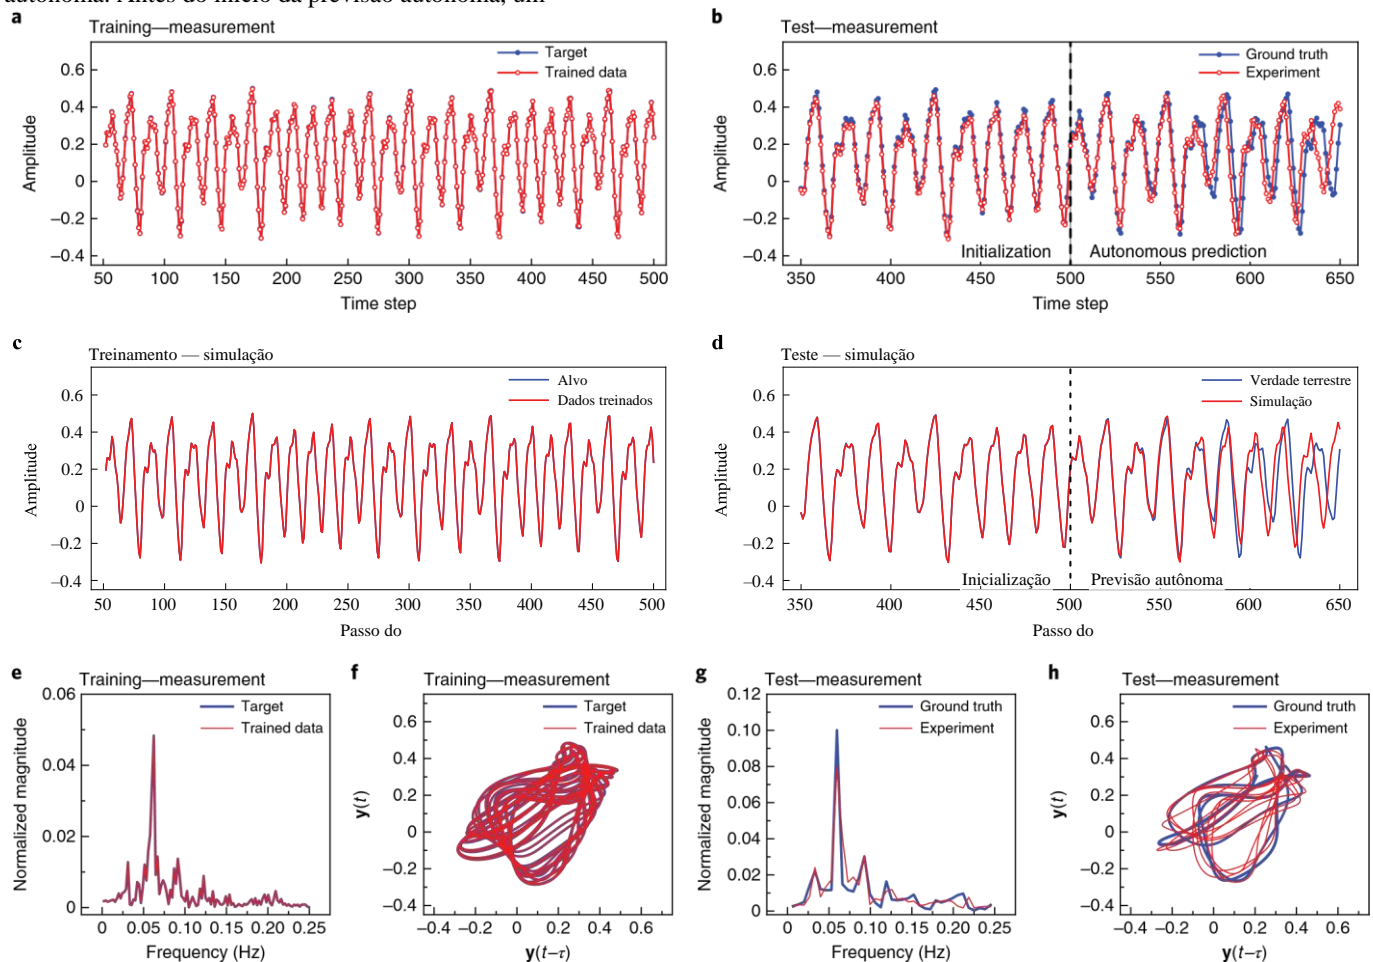 autônoma. Antes do início da previsão autônoma, um
a
Training—measurement
Target
Trained data
Amplitude
0.6
0.4
0.2
0
−0.2
−0.4
50 100 150 200 250 300 350 400 450 500
Time step
b
Test—measurement
Ground truth
Experiment
Amplitude
0.6
0.4
0.2
0
−0.2
−0.4
Initialization
Autonomous prediction
350 400 450 500 550 600 650
Time step
c
Treinamento — simulação
Alvo
Dados treinados
Amplitude
0.6
0.4
0.2
0
−0.2
−0.4
50 100 150 200 250 300 350 400 450 500
Passo do
d
Teste — simulação
Verdade terrestre
Simulação
Amplitude
0.6
0.4
0.2
0
−0.2
−0.4
Inicialização
Previsão autônoma
350 400 450 500 550 600 650
Passo do
e
Training—measurement
Target
Trained data
Normalized magnitude
0.06
0.04
0.02
0
0 0.05 0.10 0.15 0.20 0.25
Frequency (Hz)
f
Training—measurement
Target
Trained data
y(t)
0.6
0.4
0.2
0
−0.2
−0.4
−0.4 −0.2 0 0.2 0.4 0.6
y(t−τ)
g
Test—measurement
Ground truth
Experiment
Normalized magnitude
0.12
0.10
0.08
0.06
0.04
0.02
0
0 0.05 0.10 0.15 0.20 0.25
Frequency (Hz)
h
Test—measurement
Ground truth
Experiment
y(t)
0.6
0.4
0.2
0
−0.2
−0.4
−0.4 −0.2 0 0.2 0.4 0.6
y(t−τ)